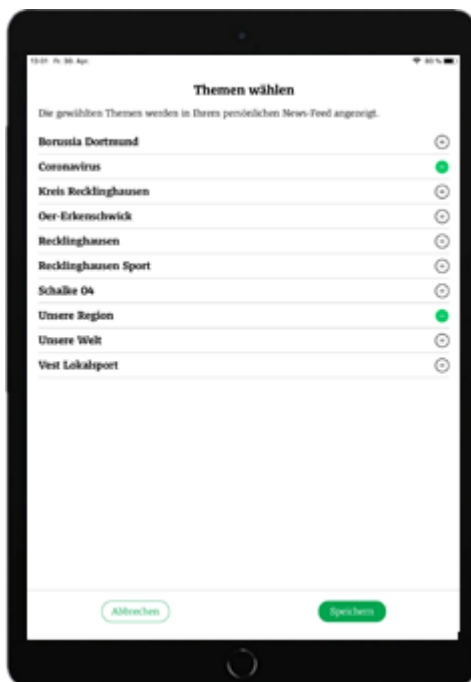 Themen wählen
Die gewählten Themen werden in Ihrem persönlichen News-Feed angezeigt.
Borussia Dortmund
Coronavirus
Kreis Recklinghausen
Oer-Erkenschwick
Recklinghausen
Recklinghausen Sport
Schalke 04
Unsere Region
Unsere Welt
Vest Lokalsport
Abbrechen
Speichern